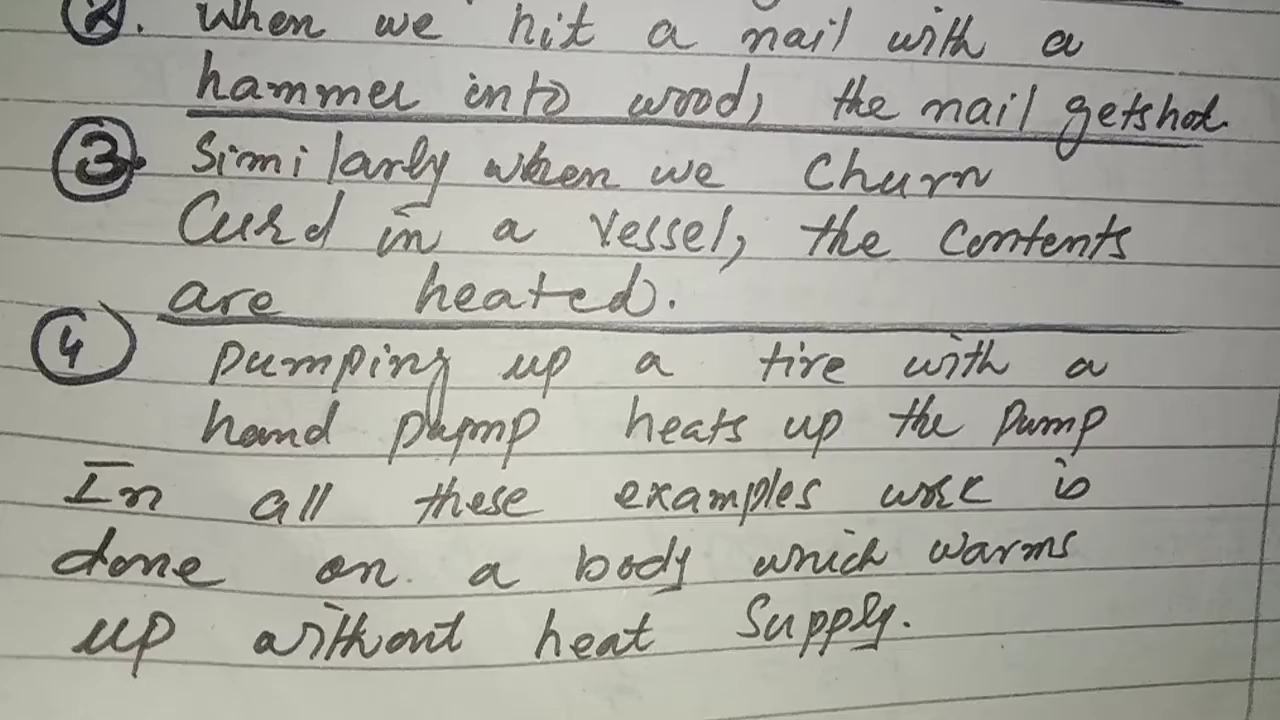 2. When we hit a nail with a
hammer into wood, the nail gets hot
3. Similarly when we churn
Curd in a vessel, the contents
are heated.
4
Pumping up a tire with a
hand pump heats up the Pump
In all these examples work is
done on a body which warms
up without heat Supply.